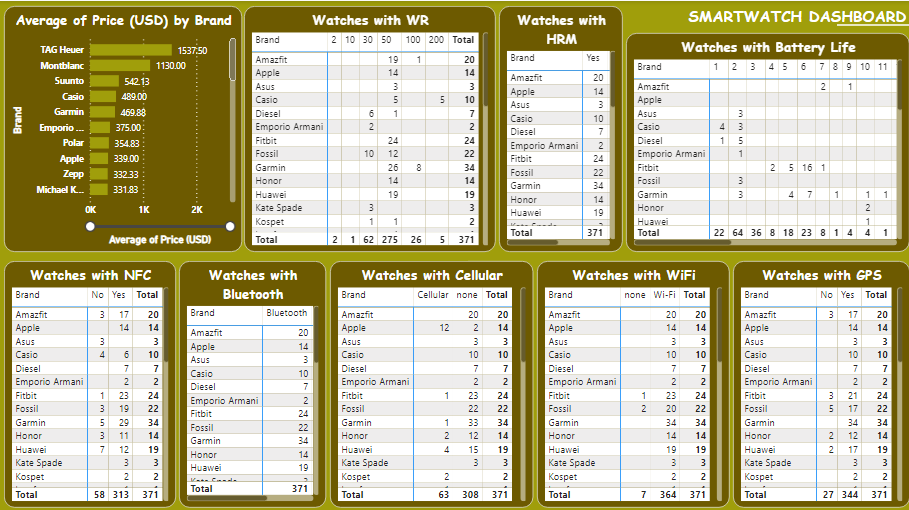 SMARTWATCH DASHBOARD
Average of Price (USD) by Brand
Brand
TAG Heuer 1537.50
Montblanc 1130.00
Suunto 542.13
Casio 489.00
Garmin 469.88
Emporio ... 375.00
Polar 354.83
Apple 339.00
Zepp 332.33
Michael K... 331.83
0K 1K 2K
Average of Price (USD)
Watches with WR
Brand 2 10 30 50 100 200 Total
Amazfit 19 1 20
Apple 14 14
Asus 3 3
Casio 5 5 10
Diesel 6 1 7
Emporio Armani 2 2
Fitbit 24 24
Fossil 10 12 22
Garmin 26 8 34
Honor 14 14
Huawei 19 19
Kate Spade 3 3
Kospet 1 1 2
Total 2 1 62 275 26 5 371
Watches with
HRM
Brand Yes
Amazfit 20
Apple 14
Asus 3
Casio 10
Diesel 7
Emporio Armani 2
Fitbit 24
Fossil 22
Garmin 34
Honor 14
Huawei 19
Total 371
Watches with Battery Life
Brand 1 2 3 4 5 6 7 8 9 10 11
Amazfit 2 1
Apple
Asus 3
Casio 4 3
Diesel 1 5
Emporio Armani 1
Fitbit 2 5 16 1
Fossil 3
Garmin 3 4 7 1 1 1
Honor 2
Huawei 1
Total 22 64 36 8 18 23 8 1 4 4 1
Watches with NFC
Brand No Yes Total
Amazfit 3 17 20
Apple 14 14
Asus 3 3
Casio 4 6 10
Diesel 7 7
Emporio Armani 2 2
Fitbit 1 23 24
Fossil 3 19 22
Garmin 5 29 34
Honor 3 11 14
Huawei 7 12 19
Kate Spade 3 3
Kospet 2 2
Total 58 313 371
Watches with
Bluetooth
Brand Bluetooth
Amazfit 20
Apple 14
Asus 3
Casio 10
Diesel 7
Emporio Armani 2
Fitbit 24
Fossil 22
Garmin 34
Honor 14
Huawei 19
Total 371
Watches with Cellular
Brand Cellular none Total
Amazfit 20 20
Apple 12 2 14
Asus 3 3
Casio 10 10
Diesel 7 7
Emporio Armani 2 2
Fitbit 1 23 24
Fossil 22 22
Garmin 1 33 34
Honor 2 12 14
Huawei 4 15 19
Kate Spade 3 3
Kospet 2 2
Total 63 308 371
Watches with WiFi
Brand none Wi-Fi Total
Amazfit 20 20
Apple 14 14
Asus 3 3
Casio 10 10
Diesel 7 7
Emporio Armani 2 2
Fitbit 1 23 24
Fossil 2 20 22
Garmin 34 34
Honor 14 14
Huawei 19 19
Kate Spade 3 3
Kospet 2 2
Total 7 364 371
Watches with GPS
Brand No Yes Total
Amazfit 3 17 20
Apple 14 14
Asus 3 3
Casio 10 10
Diesel 7 7
Emporio Armani 2 2
Fitbit 3 21 24
Fossil 5 17 22
Garmin 34 34
Honor 2 12 14
Huawei 2 17 19
Kate Spade 3 3
Kospet 2 2
Total 27 344 371